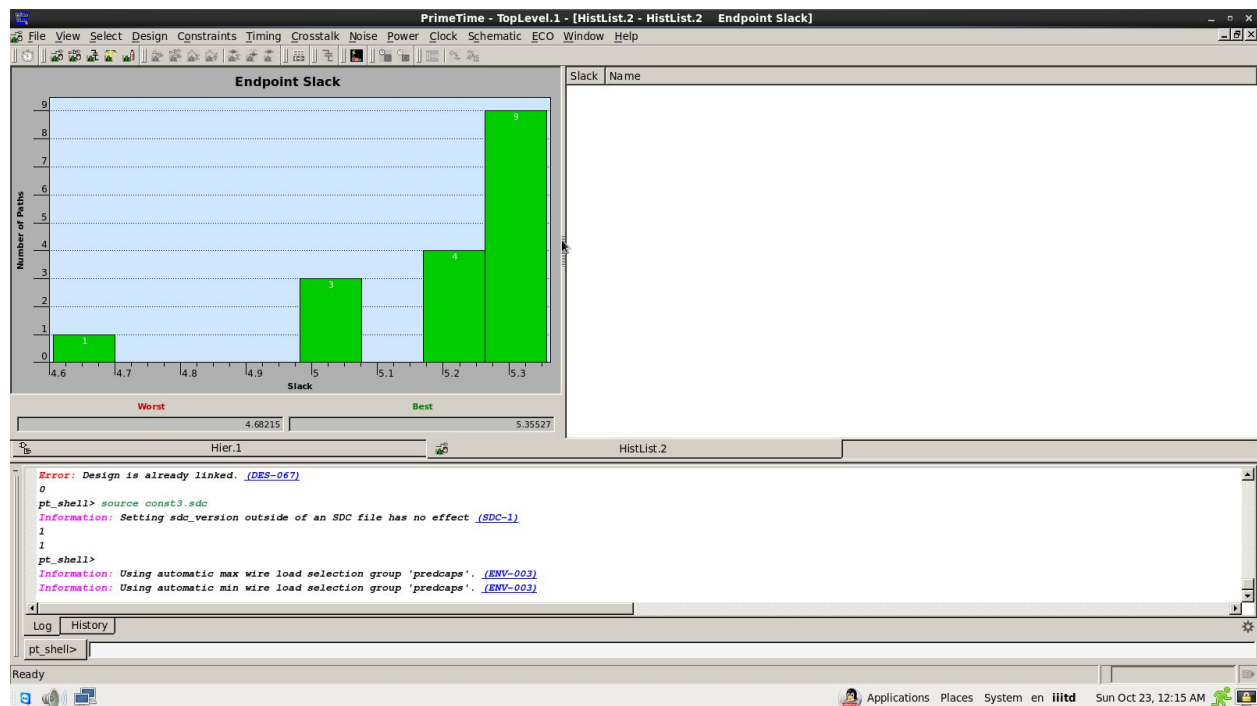 PrimeTime - TopLevel.1 - [HistList.2 - HistList.2 Endpoint Slack]
File View Select Design Constraints Timing Crosstalk Noise Power Clock Schematic ECO Window Help
Endpoint Slack
Slack Name
Number of Paths
9
8
7
6
5
4
3
2
1
0
1
3
4
9
4.6 4.7 4.8 4.9 5 5.1 5.2 5.3
Slack
Worst Best
4.68215 5.35527
Hier.1 HistList.2
Error: Design is already linked. (DES-067)
0
pt_shell> source const3.sdc
Information: Setting sdc_version outside of an SDC file has no effect (SDC-1)
1
1
pt_shell>
Information: Using automatic max wire load selection group 'predcaps'. (ENV-003)
Information: Using automatic min wire load selection group 'predcaps'. (ENV-003)
Log History
pt_shell>
Ready
Applications Places System en iiitd Sun Oct 23, 12:15 AM